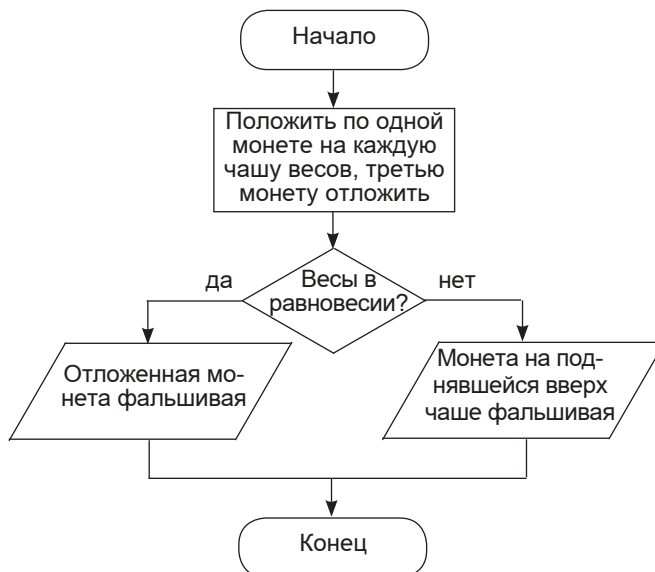 Начало
Положить по одной
монете на каждую
чашу весов, третью
монету отложить
да
Весы в
равновесии?
нет
Отложенная мо-
нета фальшивая
Монета на под-
нявшейся вверх
чаше фальшивая
Конец